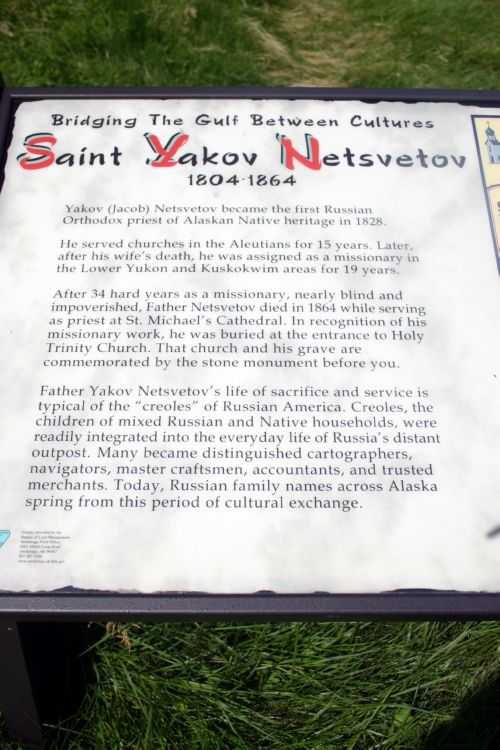 Bridging The Gulf Between Cultures
Saint Yakov Netsvetov
1804-1864
Yakov (Jacob) Netsvetov became the first Russian
Orthodox priest of Alaskan Native heritage in 1828.
He served churches in the Aleutians for 15 years. Later,
after his wife's death, he was assigned as a missionary in
the Lower Yukon and Kuskokwim areas for 19 years.
After 34 hard years as a missionary, nearly blind and
impoverished, Father Netsvetov died in 1864 while serving
as priest at St. Michael's Cathedral. In recognition of his
missionary work, he was buried at the entrance to Holy
Trinity Church. That church and his grave are
commemorated by the stone monument before you.
Father Yakov Netsvetov's life of sacrifice and service is
typical of the “creoles” of Russian America. Creoles, the
children of mixed Russian and Native households, were
readily integrated into the everyday life of Russia's distant
outpost. Many became distinguished cartographers,
navigators, master craftsmen, accountants, and trusted
merchants. Today, Russian family names across Alaska
spring from this period of cultural exchange.
Bureau of Land Management
Anchorage Field Office